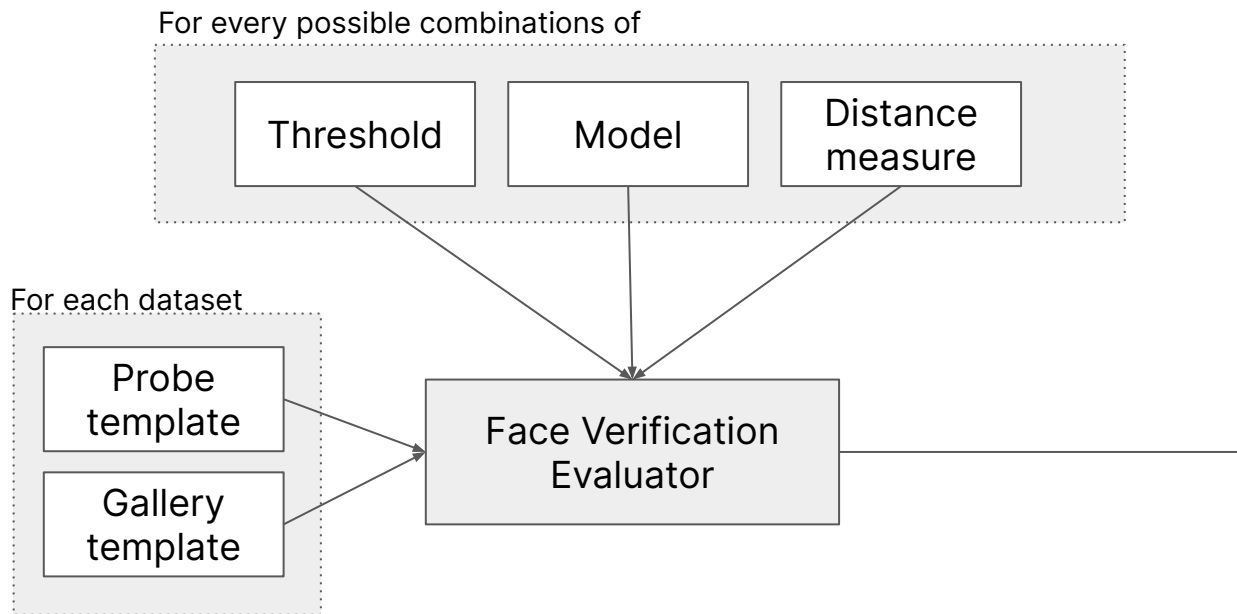 For every possible combinations of
Threshold
Model
Distance
measure
For each dataset
Probe
template
Gallery
template
Face Verification
Evaluator